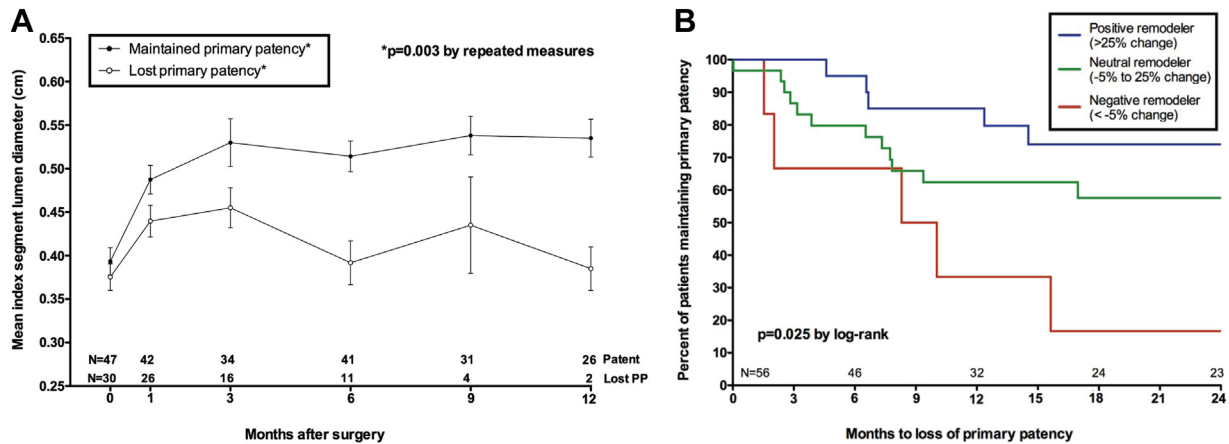 A
0.65
0.60
0.55
0.50
0.45
0.40
0.35
0.30
0.25
Mean index segment lumen diameter (cm)
Maintained primary patency*
Lost primary patency*
*p=0.003 by repeated measures
N=47 42 34 41 31 26 Patent
N=30 26 16 11 4 2 Lost PP
0 1 3 6 9 12
Months after surgery
B
100
90
80
70
60
50
40
30
20
10
0
Percent of patients maintaining primary patency
Positive remodeler
(>25% change)
Neutral remodeler
(-5% to 25% change)
Negative remodeler
(< -5% change)
p=0.025 by log-rank
N=56 46 32 24 23
0 3 6 9 12 15 18 21 24
Months to loss of primary patency